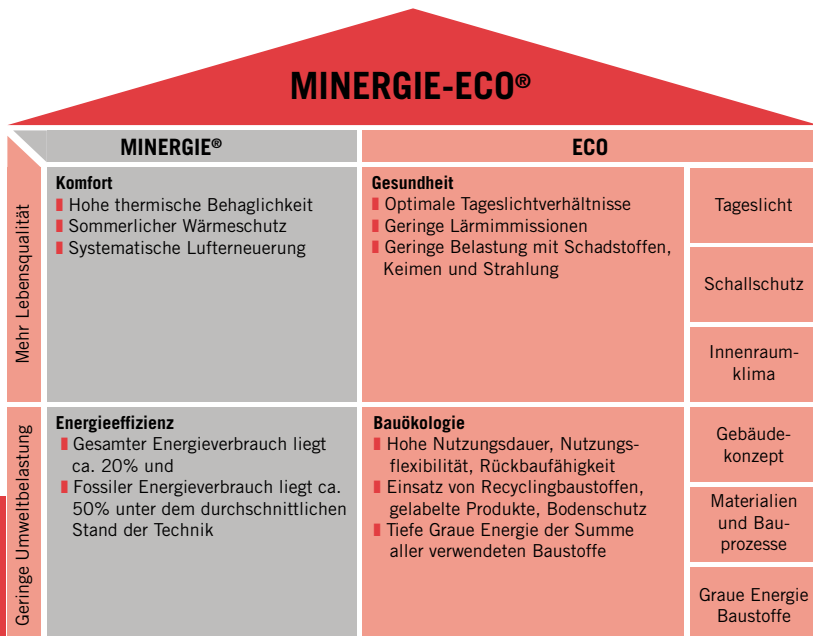 MINERGIE-ECO®
MINERGIE®
ECO
Mehr Lebensqualität
Komfort
Hohe thermische Behaglichkeit
Sommerlicher Wärmeschutz
Systematische Lufterneuerung
Gesundheit
Optimale Tageslichtverhältnisse
Geringe Lärmimmissionen
Geringe Belastung mit Schadstoffen,
Keimen und Strahlung
Tageslicht
Schallschutz
Innenraum-
klima
Geringe Umweltbelastung
Energieeffizienz
Gesamter Energieverbrauch liegt
ca. 20% und
Fossiler Energieverbrauch liegt ca.
50% unter dem durchschnittlichen
Stand der Technik
Bauökologie
Hohe Nutzungsdauer, Nutzungs-
flexibilität, Rückbaufähigkeit
Einsatz von Recyclingbaustoffen,
gelabelte Produkte, Bodenschutz
Tiefe Graue Energie der Summe
aller verwendeten Baustoffe
Gebäude-
konzept
Materialien
und Bau-
prozesse
Graue Energie
Baustoffe